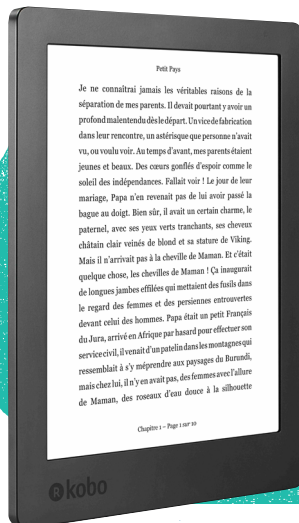 Petit Pays
Je ne connaîtrai jamais les véritables raisons de la
séparation de mes parents. Il devait pourtant y avoir un
profond malentendu dès le départ. Un vice de fabrication
dans leur rencontre, un astérisque que personne n'avait
vu, ou voulu voir. Au temps d'avant, mes parents étaient
jeunes et beaux. Des cœurs gonflés d'espoir comme le
soleil des indépendances. Fallait voir ! Le jour de leur
mariage, Papa n'en revenait pas de lui avoir passé la
bague au doigt. Bien sûr, il avait un certain charme, le
paternel, avec ses yeux verts tranchants, ses cheveux
châtain clair veinés de blond et sa stature de Viking.
Mais il n'arrivait pas à la cheville de Maman. Et c'était
quelque chose, les chevilles de Maman ! Ça inaugurait
de longues jambes effilées qui mettaient des fusils dans
le regard des femmes et des persiennes entrouvertes
devant celui des hommes. Papa était un petit Français
du Jura, arrivé en Afrique par hasard pour effectuer son
service civil, il venait d'un patelin dans les montagnes qui
ressemblait à s'y méprendre aux paysages du Burundi,
mais chez lui, il n'y en avait pas, des femmes avec l'allure
de Maman, des roseaux d'eau douce à la silhouette
Chapitre 1 – Page 1 sur 10
R kobo